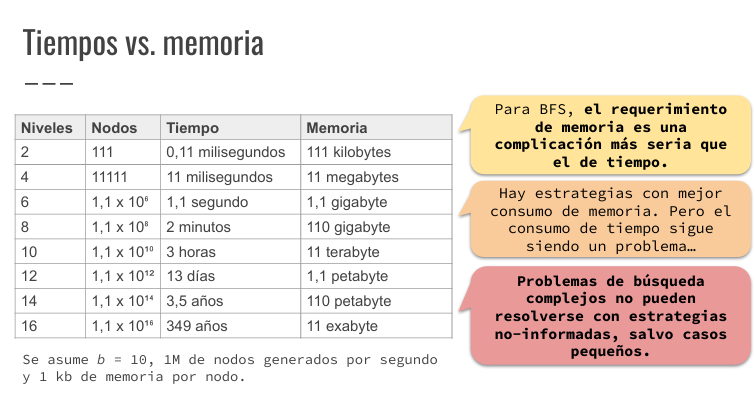 Tiempos vs. memoria
Niveles Nodos Tiempo Memoria
2 111 0,11 milisegundos 111 kilobytes
4 11111 11 milisegundos 11 megabytes
6 1,1 x 10⁶ 1,1 segundo 1,1 gigabyte
8 1,1 x 10⁸ 2 minutos 110 gigabyte
10 1,1 x 10¹⁰ 3 horas 11 terabyte
12 1,1 x 10¹² 13 días 1,1 petabyte
14 1,1 x 10¹⁴ 3,5 años 110 petabyte
16 1,1 x 10¹⁶ 349 años 11 exabyte
Se asume b = 10, 1M de nodos generados por segundo
y 1 kb de memoria por nodo.
Para BFS, el requerimiento
de memoria es una
complicación más seria que
el de tiempo.
Hay estrategias con mejor
consumo de memoria. Pero el
consumo de tiempo sigue
siendo un problema…
Problemas de búsqueda
complejos no pueden
resolverse con estrategias
no-informadas, salvo casos
pequeños.